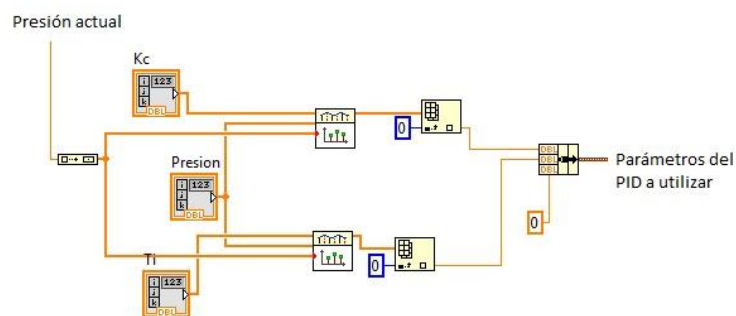 Presión actual
Kc
i
j
k
123
DBL
0
Presion
i
j
k
123
DBL
DBL
DBL
DBL
Parámetros del
PID a utilizar
0
Ti
i
j
k
123
DBL
0